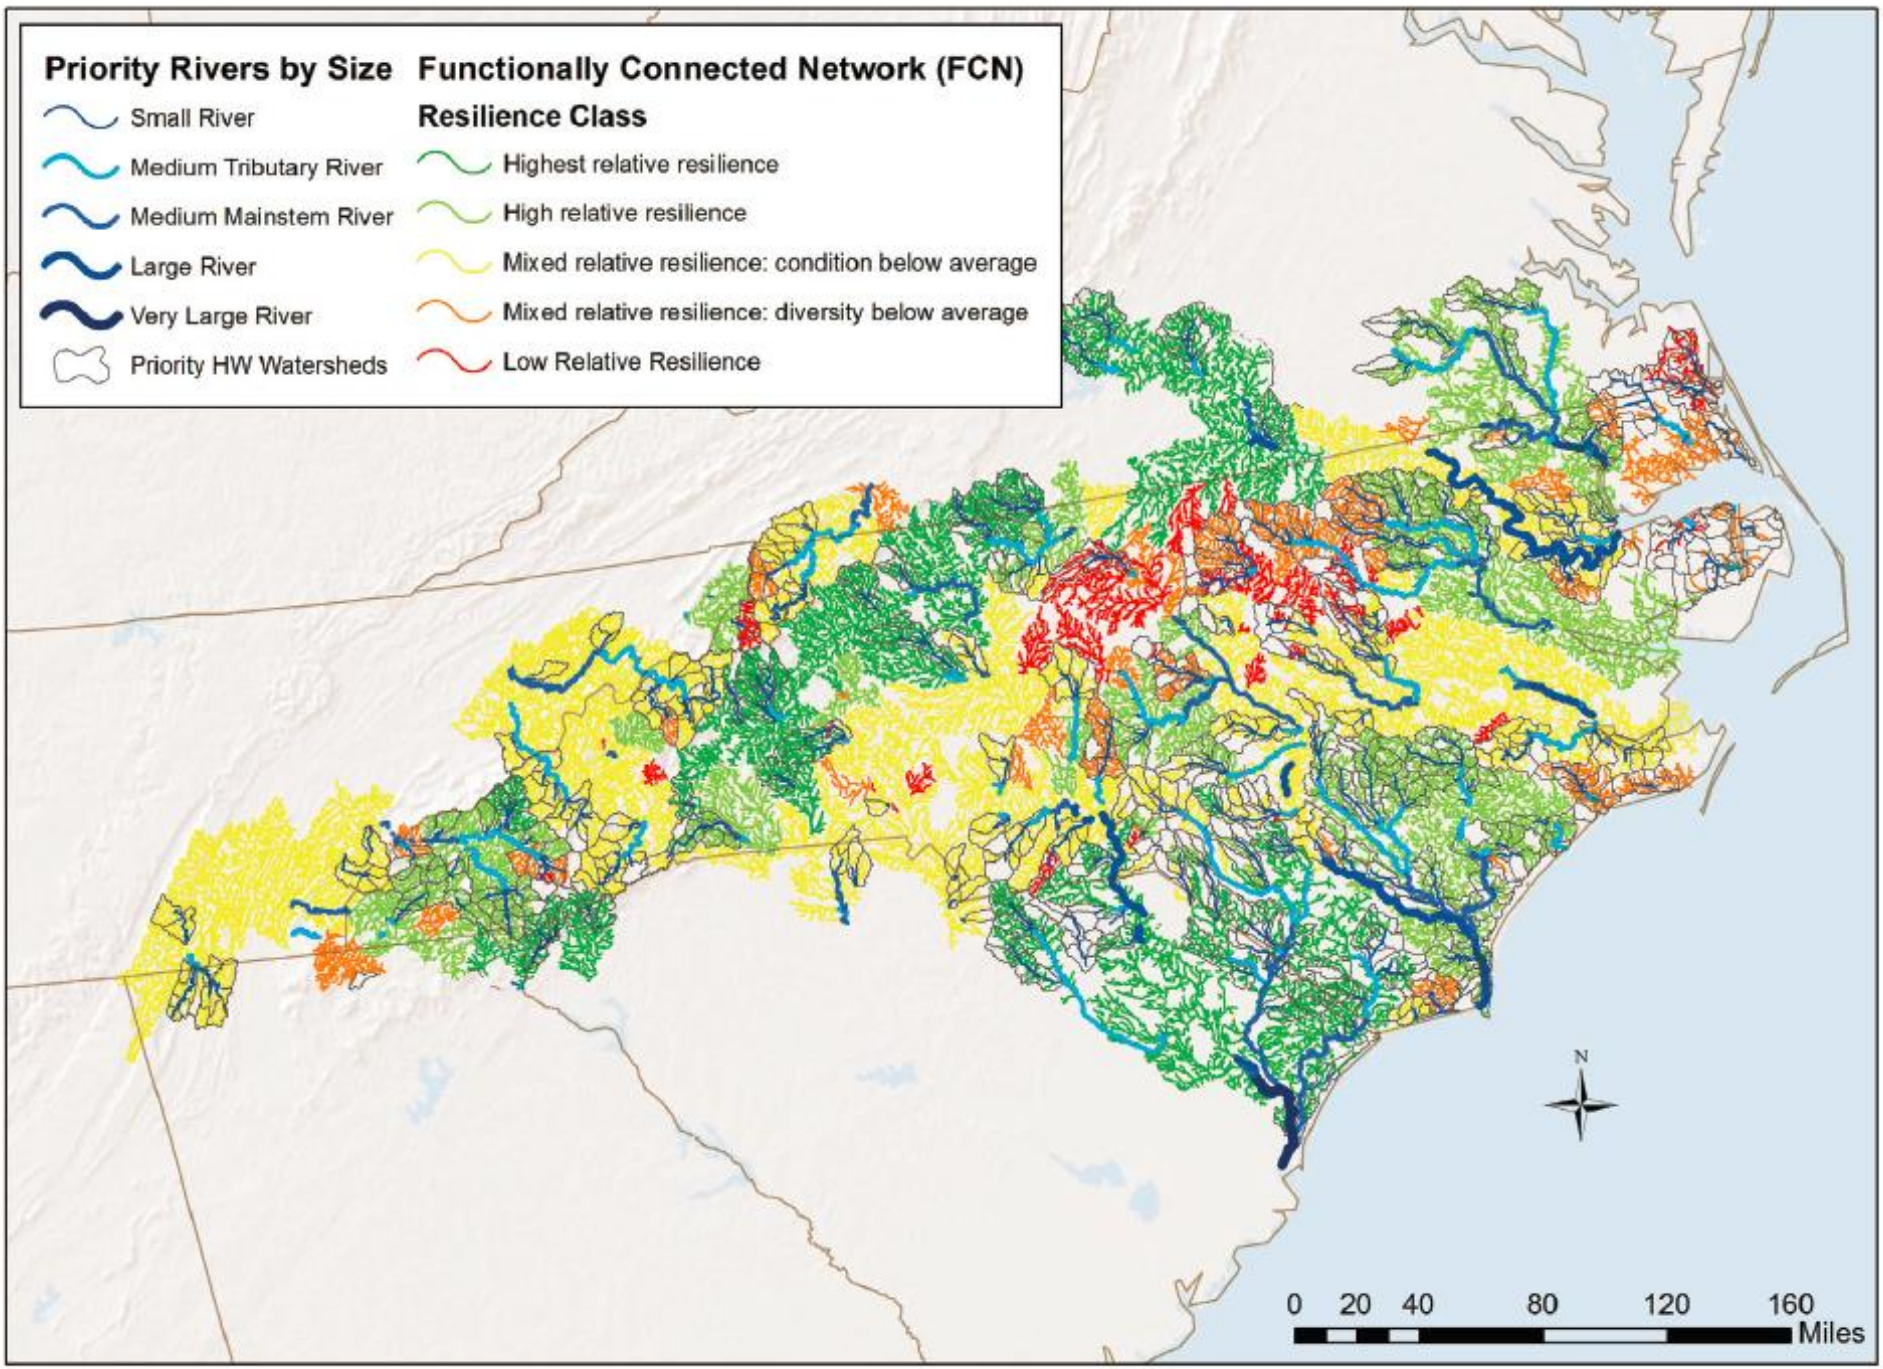 Priority Rivers by Size
Small River
Medium Tributary River
Medium Mainstem River
Large River
Very Large River
Priority HW Watersheds
Functionally Connected Network (FCN)
Resilience Class
Highest relative resilience
High relative resilience
Mixed relative resilience: condition below average
Mixed relative resilience: diversity below average
Low Relative Resilience
N
0 20 40 80 120 160
Miles